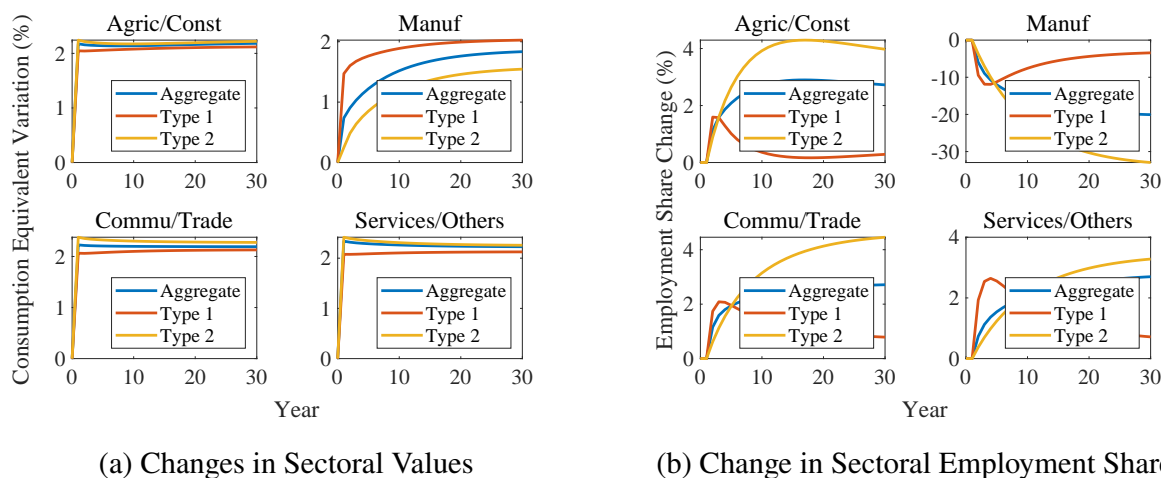 Consumption Equivalent Variation (%)
Agric/Const
2
1
0
0 10 20 30
Aggregate
Type 1
Type 2
Manuf
2
1
0
0 10 20 30
Aggregate
Type 1
Type 2
Commu/Trade
2
1
0
0 10 20 30
Aggregate
Type 1
Type 2
Services/Others
2
1
0
0 10 20 30
Aggregate
Type 1
Type 2
Year
(a) Changes in Sectoral Values
Employment Share Change (%)
Agric/Const
4
2
0
0 10 20 30
Aggregate
Type 1
Type 2
Manuf
0
-10
-20
-30
0 10 20 30
Aggregate
Type 1
Type 2
Commu/Trade
4
2
0
0 10 20 30
Aggregate
Type 1
Type 2
Services/Others
4
2
0
0 10 20 30
Aggregate
Type 1
Type 2
Year
(b) Change in Sectoral Employment Share